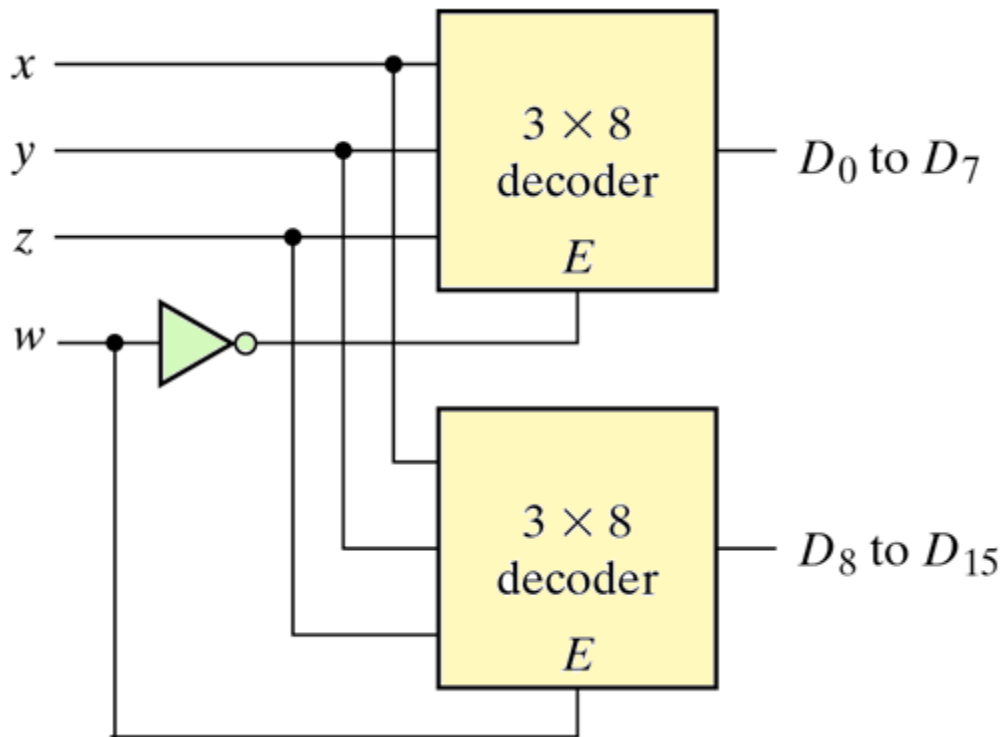 x
y
z
w
3 × 8
decoder
E
D₀ to D₇
3 × 8
decoder
E
D₈ to D₁₅